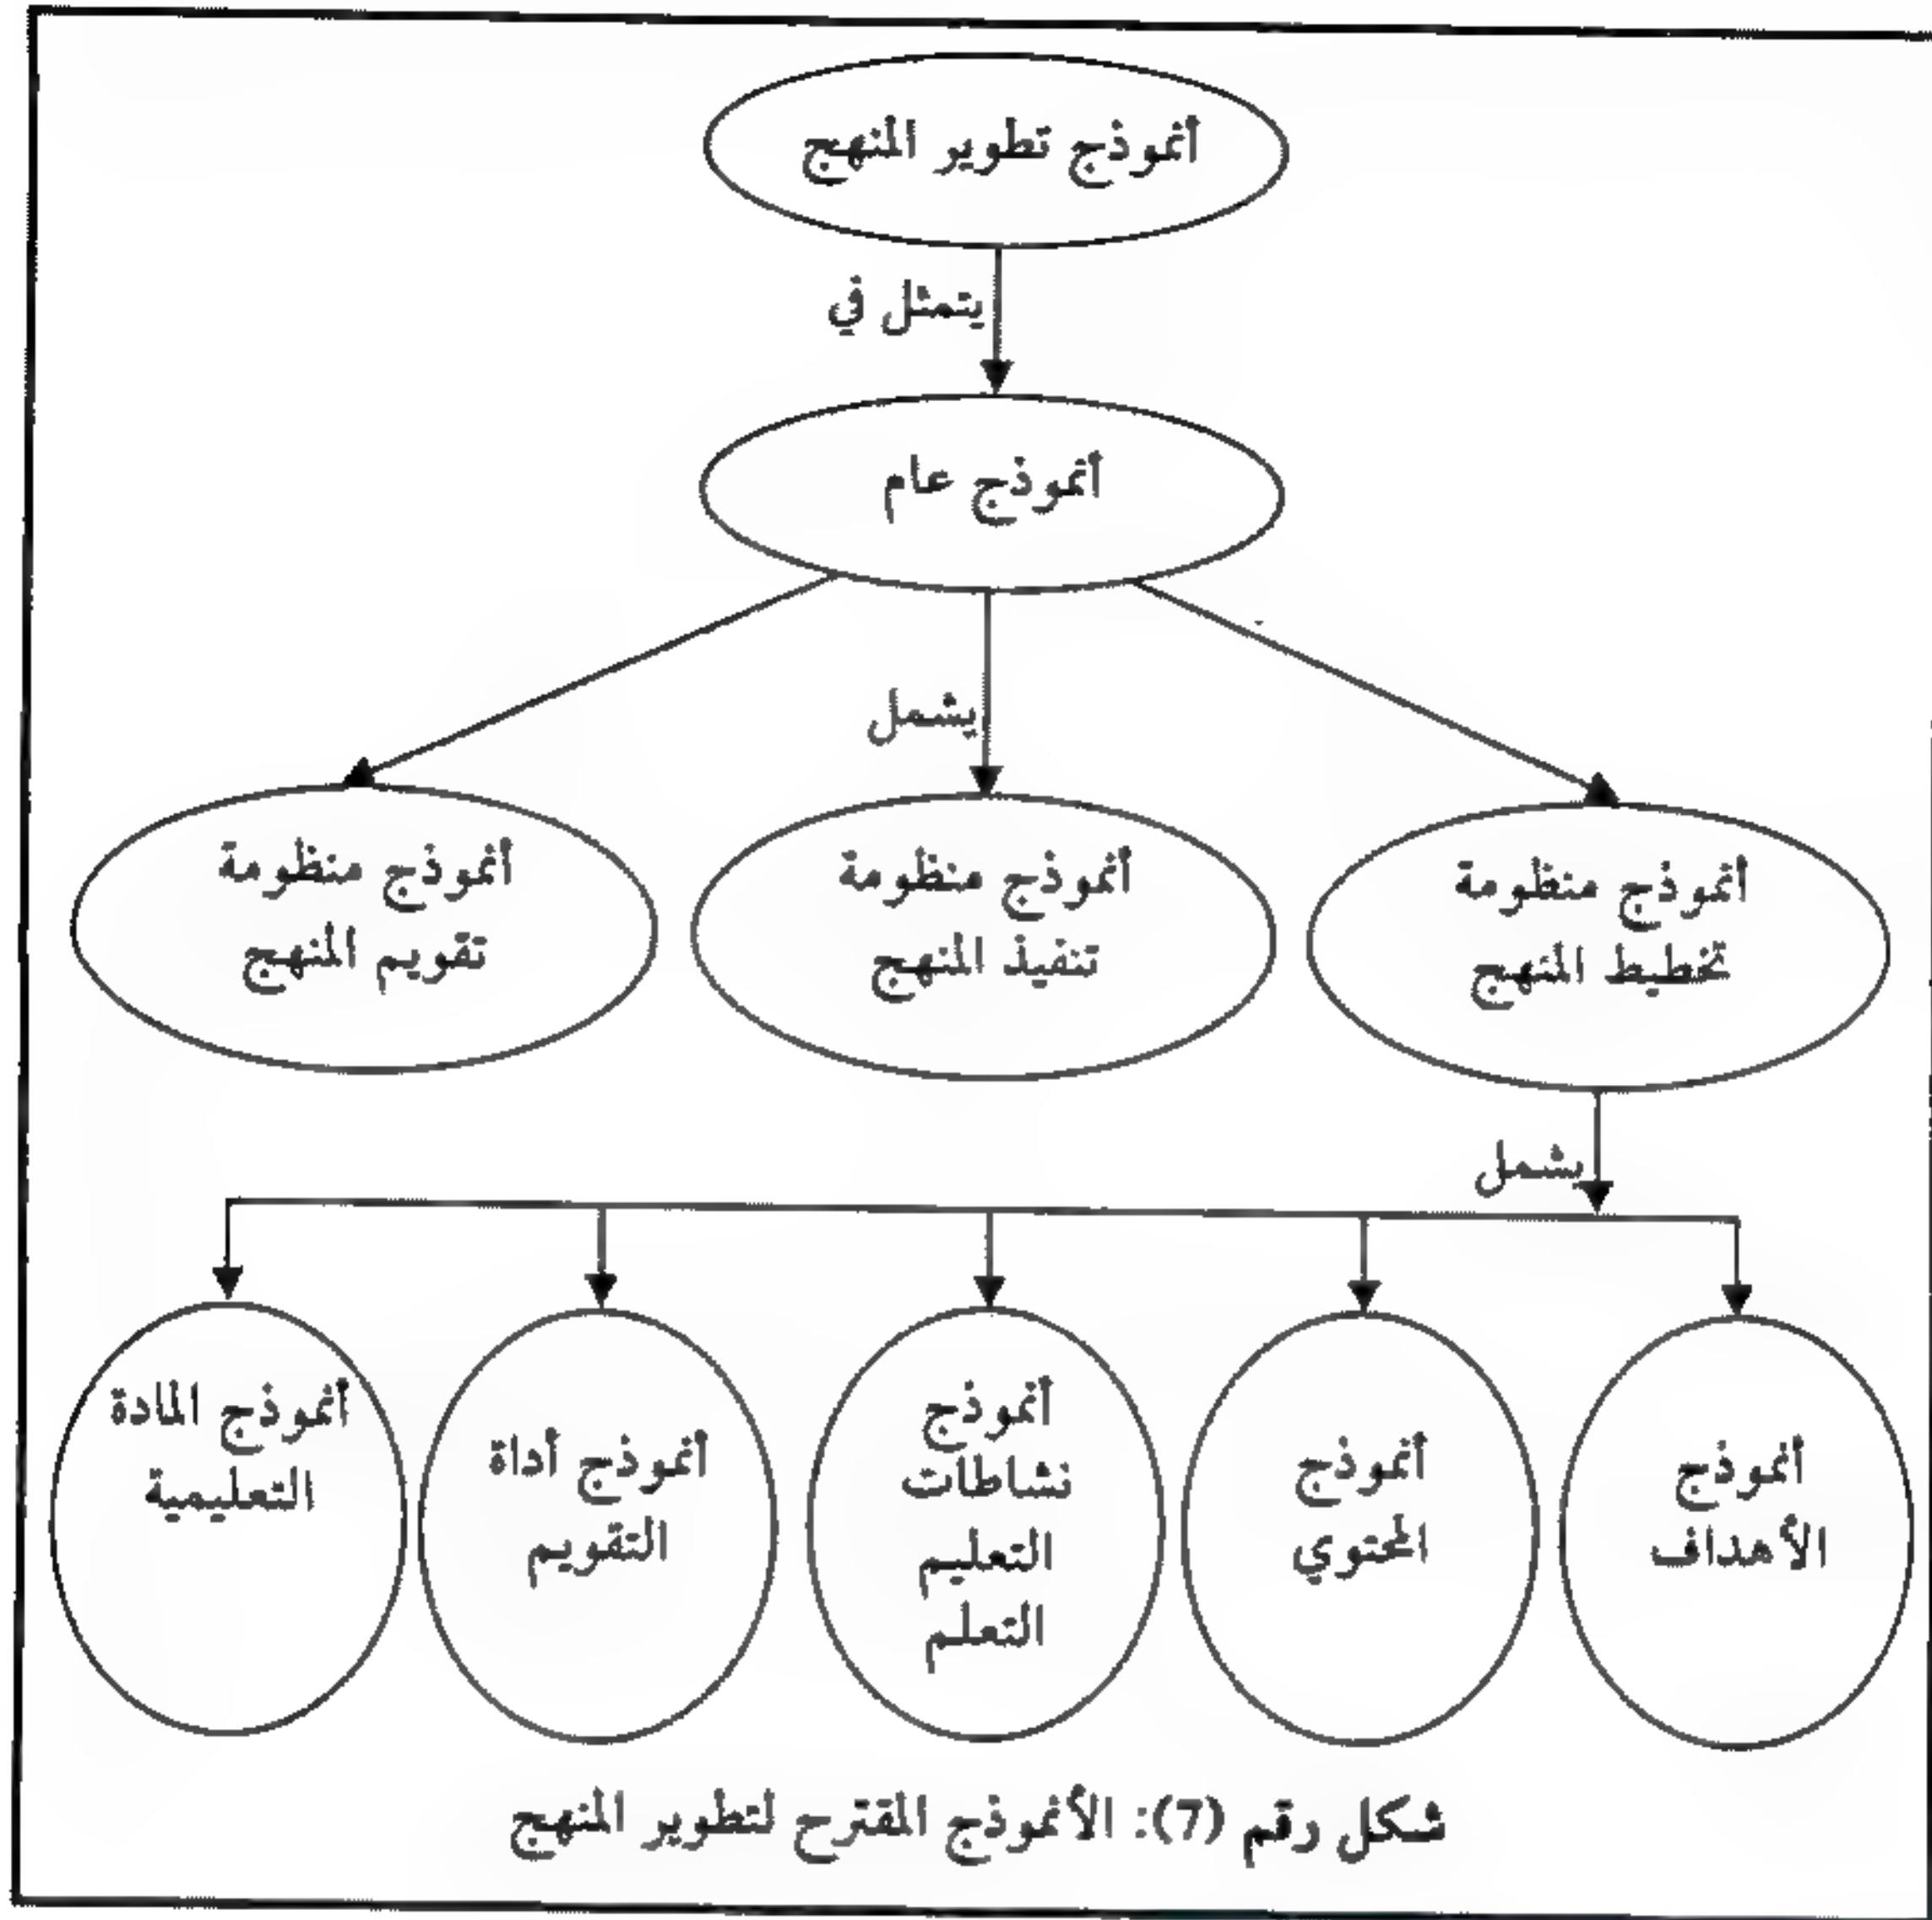 أنموذج تطوير المنهج
يتمثل في
أنموذج عام
يشمل
أنموذج منظومة
تخطيط المنهج
أنموذج منظومة
تنفيذ المنهج
أنموذج منظومة
تقويم المنهج
يشمل
أنموذج
الأهداف
أنموذج
المحتوي
أنموذج
نشاطات
التعليم
التعلم
أنموذج أداة
التقويم
أنموذج المادة
التعليمية
شكل رقم (7): الأنموذج المقترح لتطوير المنهج